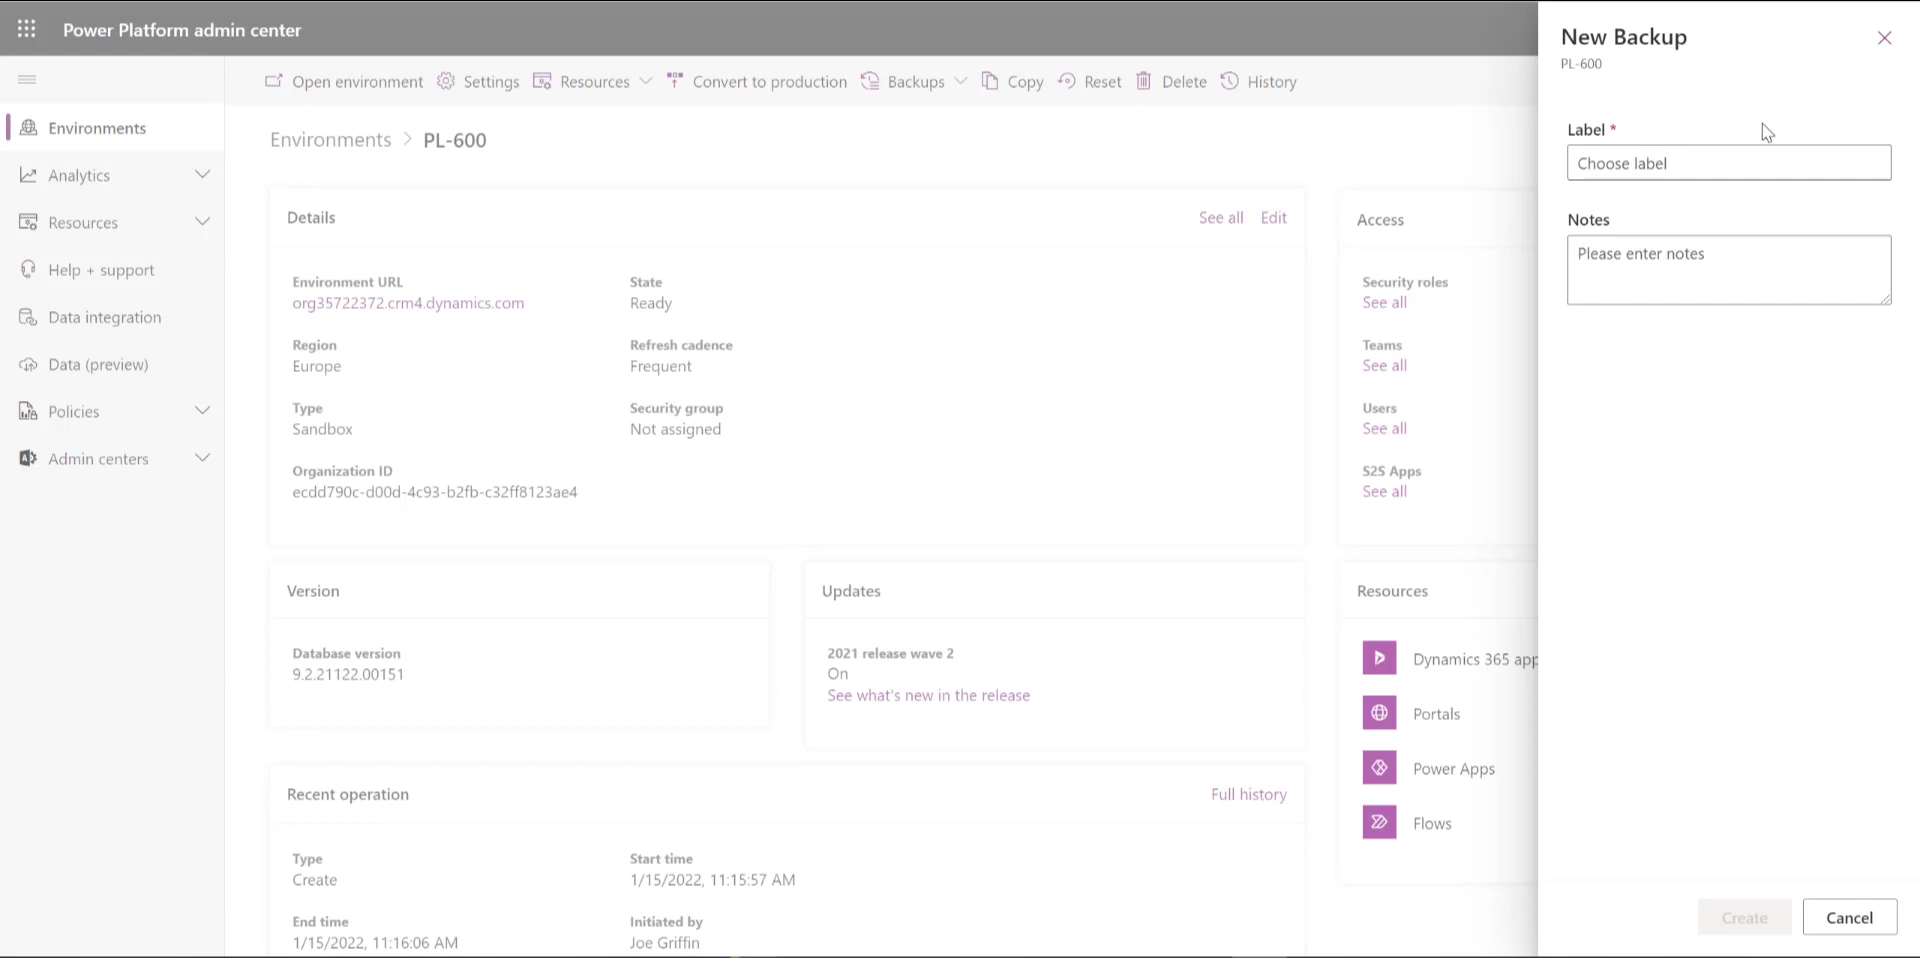 Power Platform admin center
Open environment Settings Resources Convert to production Backups Copy Reset Delete History
Environments
Analytics
Resources
Help + support
Data integration
Data (preview)
Policies
Admin centers
Environments > PL-600
Details
See all Edit
Environment URL
org35722372.crm4.dynamics.com
State
Ready
Region
Europe
Refresh cadence
Frequent
Type
Sandbox
Security group
Not assigned
Organization ID
ecdd790c-d00d-4c93-b2fb-c32ff8123ae4
Access
Security roles
See all
Teams
See all
Users
See all
S2S Apps
See all
Version
Database version
9.2.21122.00151
Updates
2021 release wave 2
On
See what's new in the release
Resources
Dynamics 365 app
Portals
Power Apps
Flows
Recent operation
Full history
Type
Create
Start time
1/15/2022, 11:15:57 AM
End time
1/15/2022, 11:16:06 AM
Initiated by
Joe Griffin
New Backup
PL-600
Label *
Choose label
Notes
Please enter notes
Create Cancel